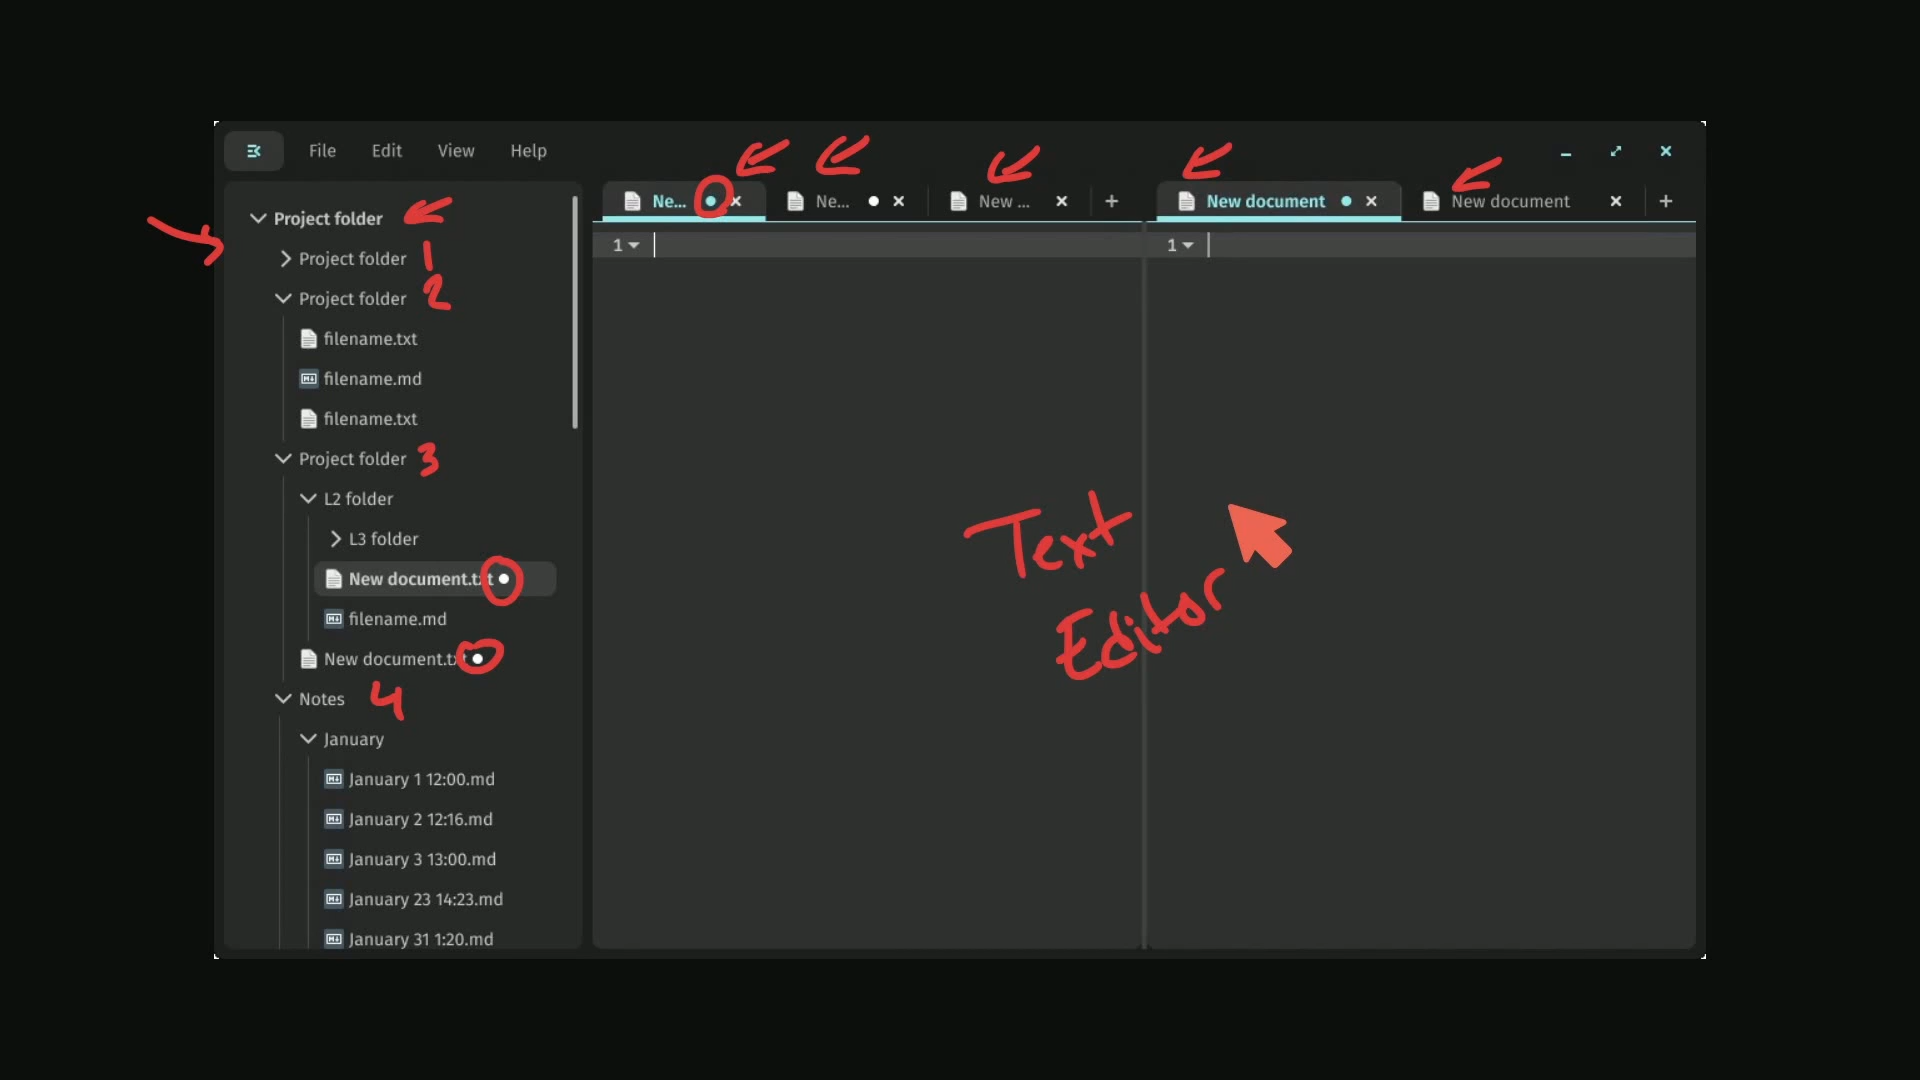 File Edit View Help
Ne... Ne... New ... New document New document
Project folder
Project folder 1
Project folder 2
filename.txt
filename.md
filename.txt
Project folder 3
L2 folder
L3 folder
New document.txt
filename.md
New document.txt
Notes 4
January
January 1 12:00.md
January 2 12:16.md
January 3 13:00.md
January 23 14:23.md
January 31 1:20.md
1
1
Text
Editor